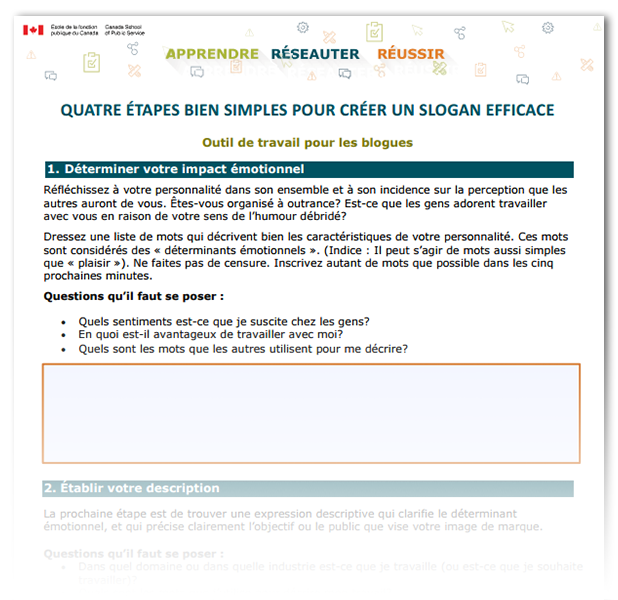 École de la fonction publique du Canada
Canada School of Public Service
APPRENDRE RÉSEAUTER RÉUSSIR
QUATRE ÉTAPES BIEN SIMPLES POUR CRÉER UN SLOGAN EFFICACE
Outil de travail pour les blogues
1. Déterminer votre impact émotionnel
Réfléchissez à votre personnalité dans son ensemble et à son incidence sur la perception que les
autres auront de vous. Êtes-vous organisé à outrance? Est-ce que les gens adorent travailler
avec vous en raison de votre sens de l'humour débridé?
Dressez une liste de mots qui décrivent bien les caractéristiques de votre personnalité. Ces mots
sont considérés des « déterminants émotionnels ». (Indice : Il peut s'agir de mots aussi simples
que « plaisir »). Ne faites pas de censure. Inscrivez autant de mots que possible dans les cinq
prochaines minutes.
Questions qu'il faut se poser :
• Quels sentiments est-ce que je suscite chez les gens?
• En quoi est-il avantageux de travailler avec moi?
• Quels sont les mots que les autres utilisent pour me décrire?
2. Établir votre description
La prochaine étape est de trouver une expression descriptive qui clarifie le déterminant
émotionnel, et qui précise clairement l'objectif ou le public que vise votre image de marque.
Questions qu'il faut se poser :
• Dans quel domaine ou dans quelle industrie est-ce que je travaille (ou est-ce que je souhaite
travailler)?